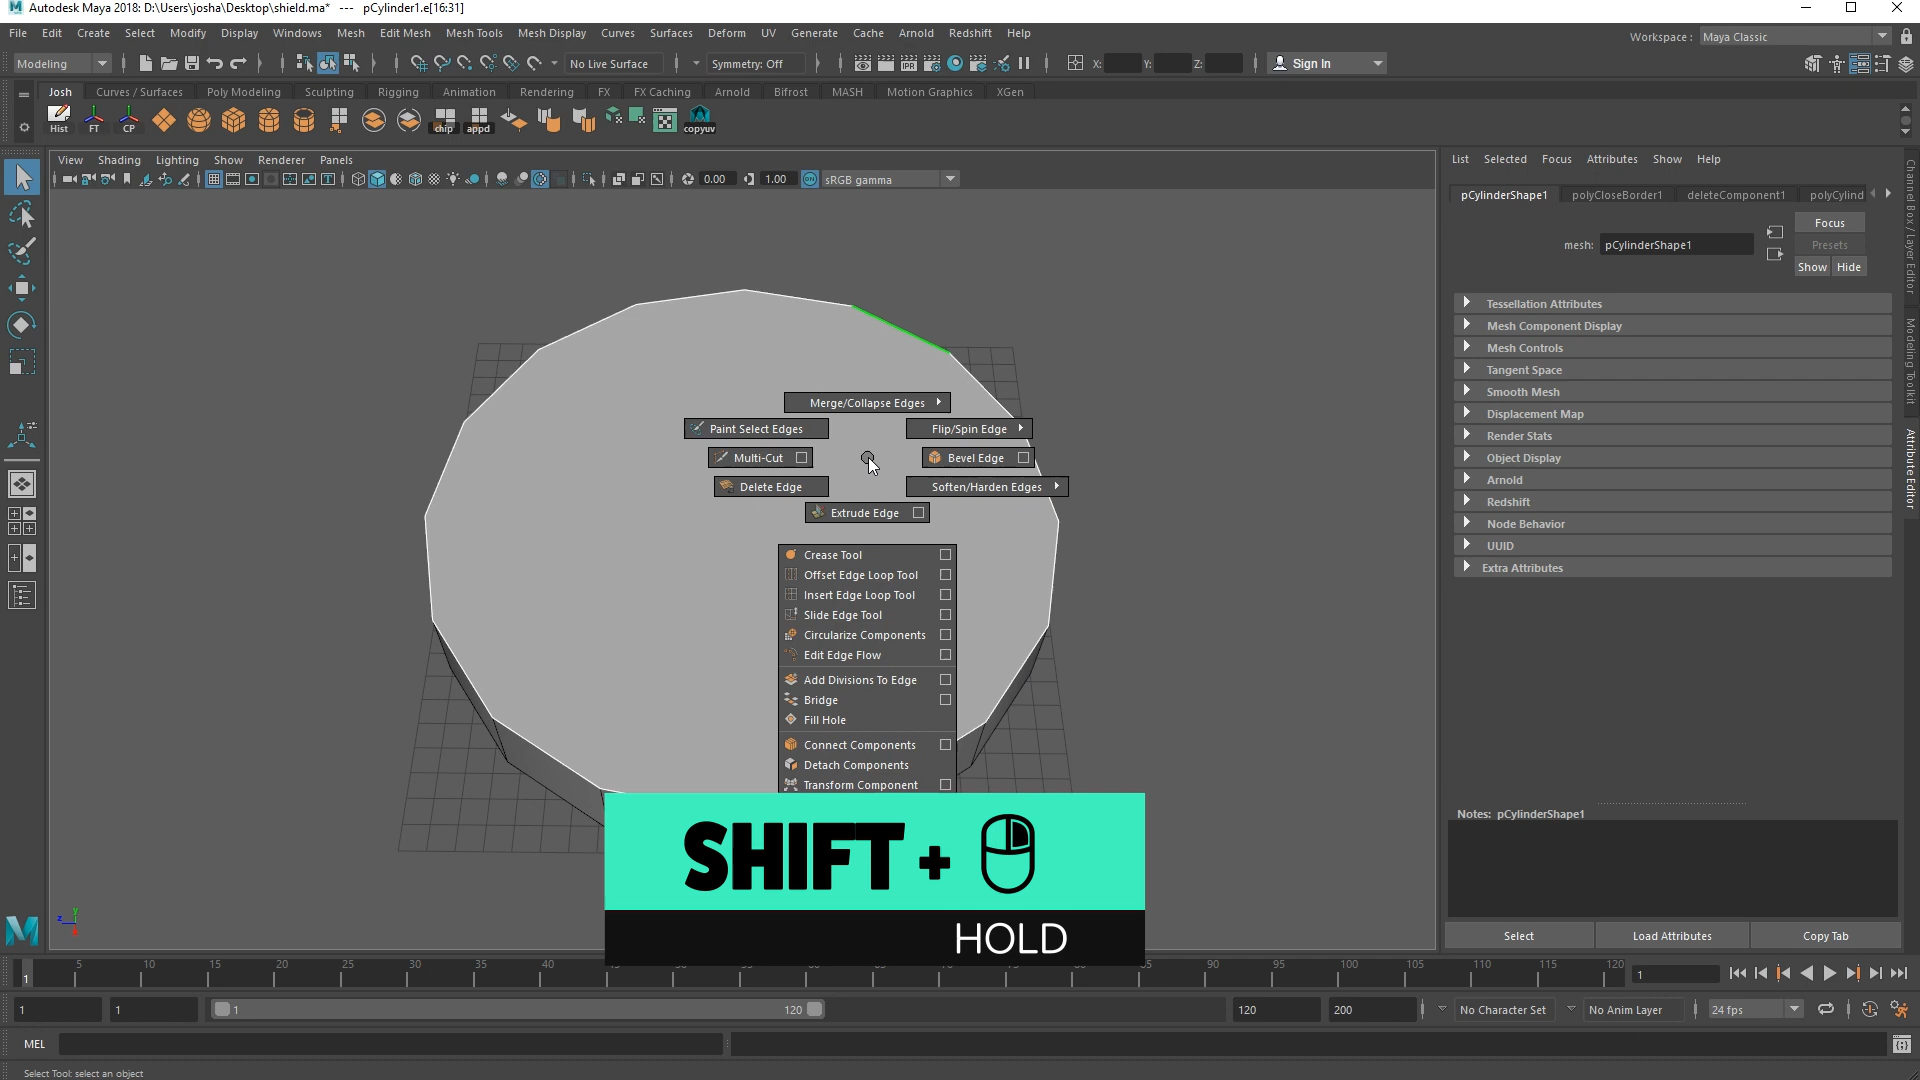 Autodesk Maya 2018: D:\Users\josha\Desktop\shield.ma* --- pCylinder1.e[16:31]
File Edit Create Select Modify Display Windows Mesh Edit Mesh Mesh Tools Mesh Display Curves Surfaces Deform UV Generate Cache Arnold Redshift Help
Workspace : Maya Classic
Modeling No Live Surface Symmetry: Off IPR X: Y: Z: Sign In
Josh Curves / Surfaces Poly Modeling Sculpting Rigging Animation Rendering FX FX Caching Arnold Bifrost MASH Motion Graphics XGen
Hist FT CP chip appd copyuv
View Shading Lighting Show Renderer Panels
0.00 1.00 ON sRGB gamma
List Selected Focus Attributes Show Help
pCylinderShape1 polyCloseBorder1 deleteComponent1 polyCylind
Focus
mesh: pCylinderShape1
Presets
Show Hide
Tessellation Attributes
Mesh Component Display
Mesh Controls
Tangent Space
Smooth Mesh
Displacement Map
Render Stats
Object Display
Arnold
Redshift
Node Behavior
UUID
Extra Attributes
Channel Box / Layer Editor
Modeling Toolkit
Attribute Editor
Merge/Collapse Edges
Paint Select Edges Flip/Spin Edge
Multi-Cut Bevel Edge
Delete Edge Soften/Harden Edges
Extrude Edge
Crease Tool
Offset Edge Loop Tool
Insert Edge Loop Tool
Slide Edge Tool
Circularize Components
Edit Edge Flow
Add Divisions To Edge
Bridge
Fill Hole
Connect Components
Detach Components
Transform Component
SHIFT +
HOLD
z y
Notes: pCylinderShape1
Select Load Attributes Copy Tab
5 10 15 20 25 30 35 40 90 95 100 105 110 115 120
1 1
1 1 1 120 120 200 No Character Set No Anim Layer 24 fps
MEL
Select Tool: select an object